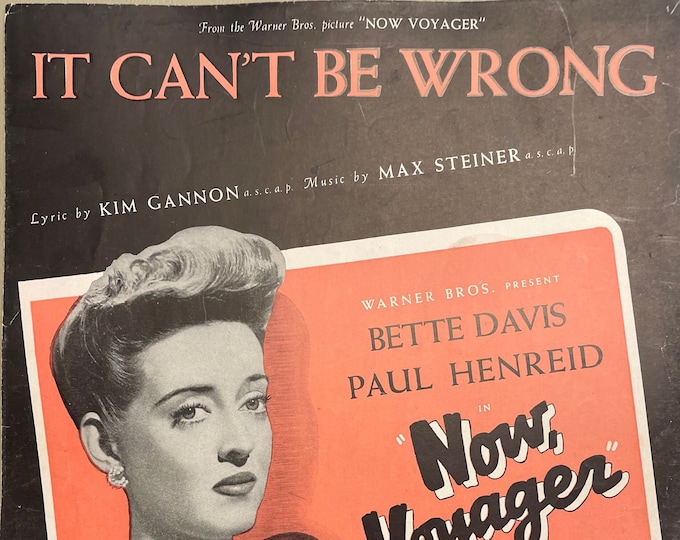 From the Warner Bros. picture "NOW VOYAGER"
IT CAN'T BE WRONG
Lyric by KIM GANNON a.s.c.a.p. Music by MAX STEINER a.s.c.a.p
WARNER BROS. PRESENT
BETTE DAVIS
PAUL HENREID
IN
"Now,
Voyager"